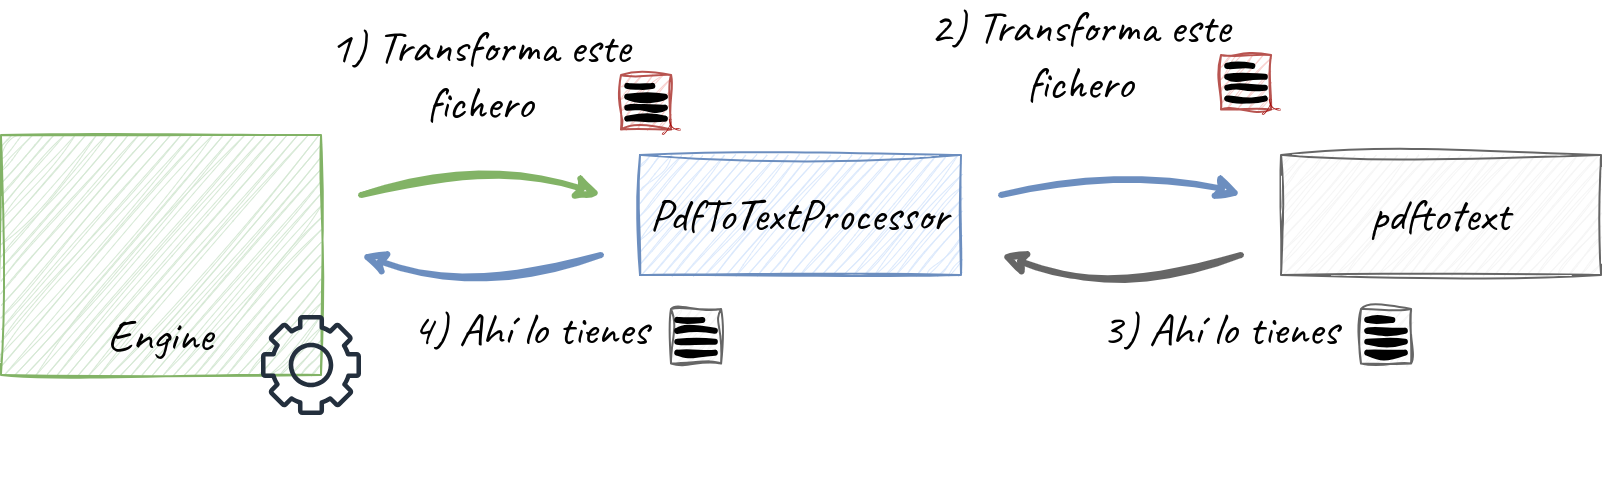 1) Transforma este
fichero
2) Transforma este
fichero
PdfToTextProcessor
pdftotext
Engine
4) Ahí lo tienes
3) Ahí lo tienes